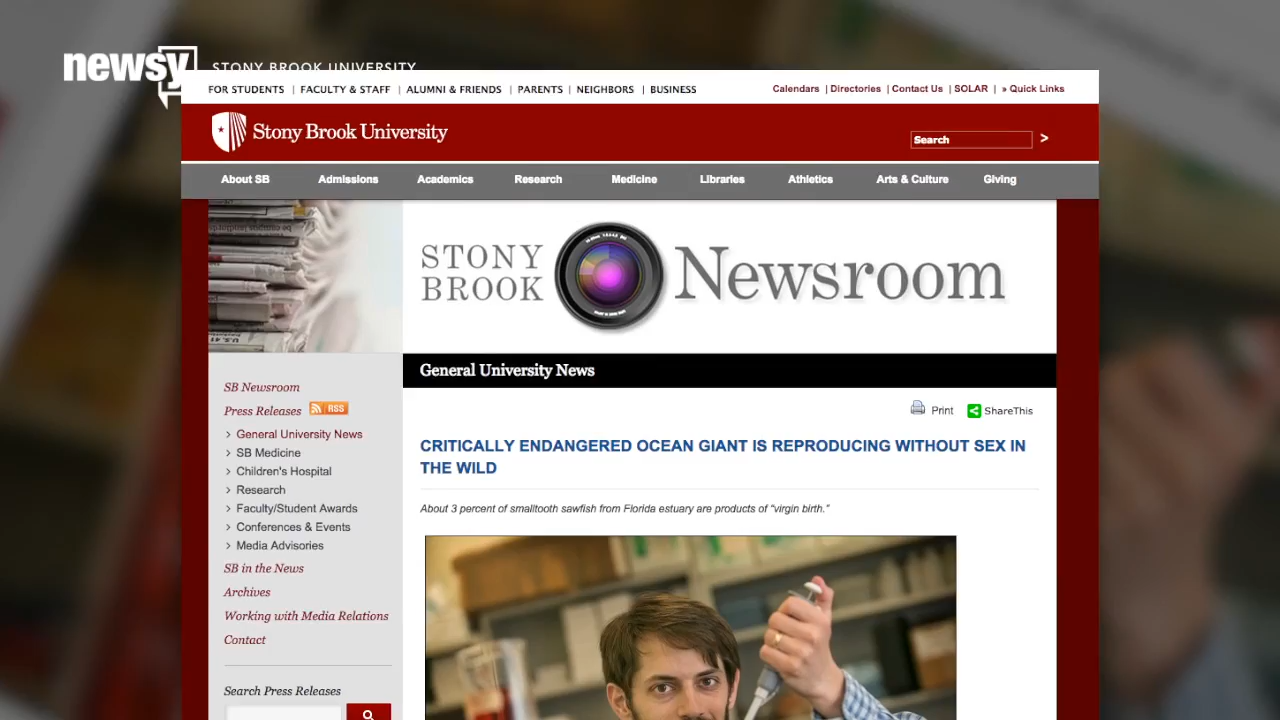 newsy
STONY BROOK UNIVERSITY
FOR STUDENTS | FACULTY & STAFF | ALUMNI & FRIENDS | PARENTS | NEIGHBORS | BUSINESS
Calendars | Directories | Contact Us | SOLAR | » Quick Links
Stony Brook University
Search >
About SB Admissions Academics Research Medicine Libraries Athletics Arts & Culture Giving
STONY
BROOK
Newsroom
General University News
SB Newsroom
Press Releases RSS
> General University News
> SB Medicine
> Children's Hospital
> Research
> Faculty/Student Awards
> Conferences & Events
> Media Advisories
SB in the News
Archives
Working with Media Relations
Contact
Search Press Releases
Print ShareThis
CRITICALLY ENDANGERED OCEAN GIANT IS REPRODUCING WITHOUT SEX IN
THE WILD
About 3 percent of smalltooth sawfish from Florida estuary are products of "virgin birth."